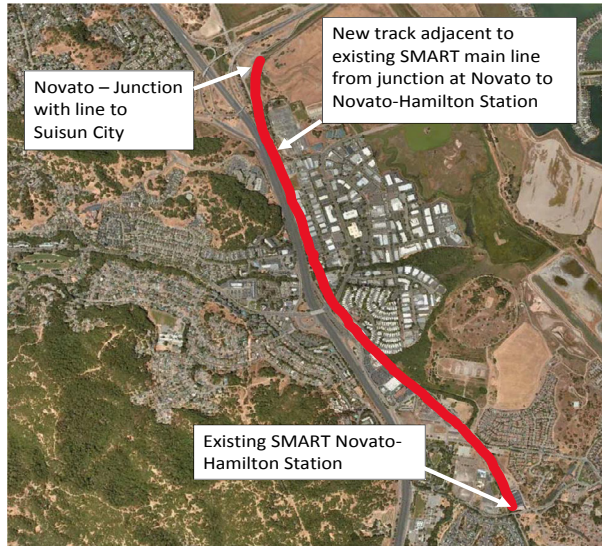 Novato – Junction
with line to
Suisun City
New track adjacent to
existing SMART main line
from junction at Novato to
Novato-Hamilton Station
Existing SMART Novato-
Hamilton Station